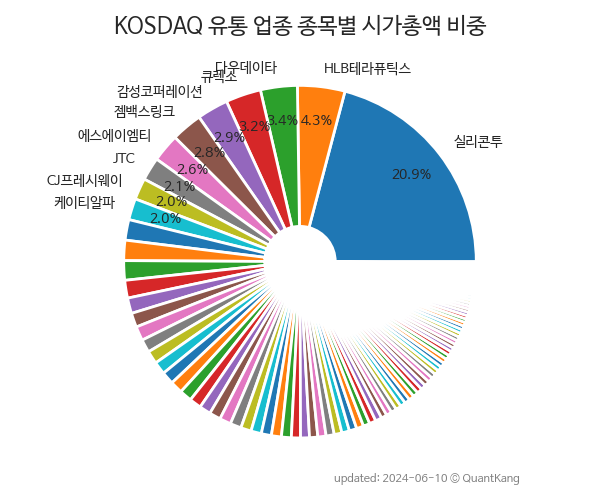 KOSDAQ 유통 업종 종목별 시가총액 비중
실리콘투
HLB테라퓨틱스
다우데이타
큐렉소
감성코퍼레이션
젬백스링크
에스에이엠티
JTC
CJ프레시웨이
케이티알파
20.9%
4.3%
3.4%
3.2%
2.9%
2.8%
2.6%
2.1%
2.0%
2.0%
updated: 2024-06-10 © QuantKang